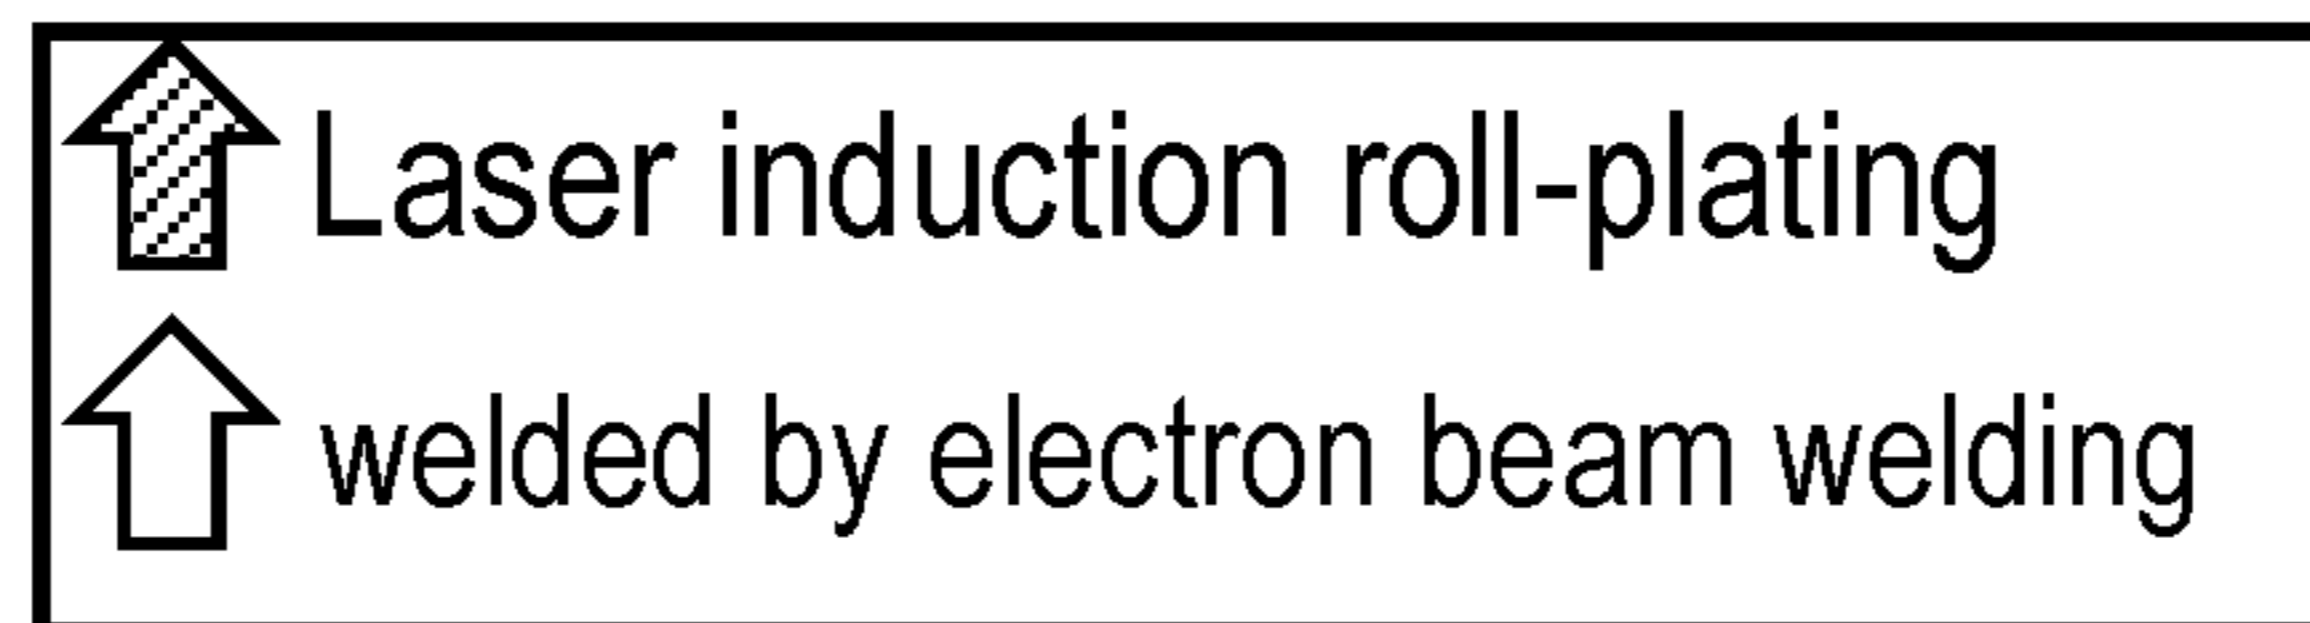 Laser induction roll-plating
welded by electron beam welding